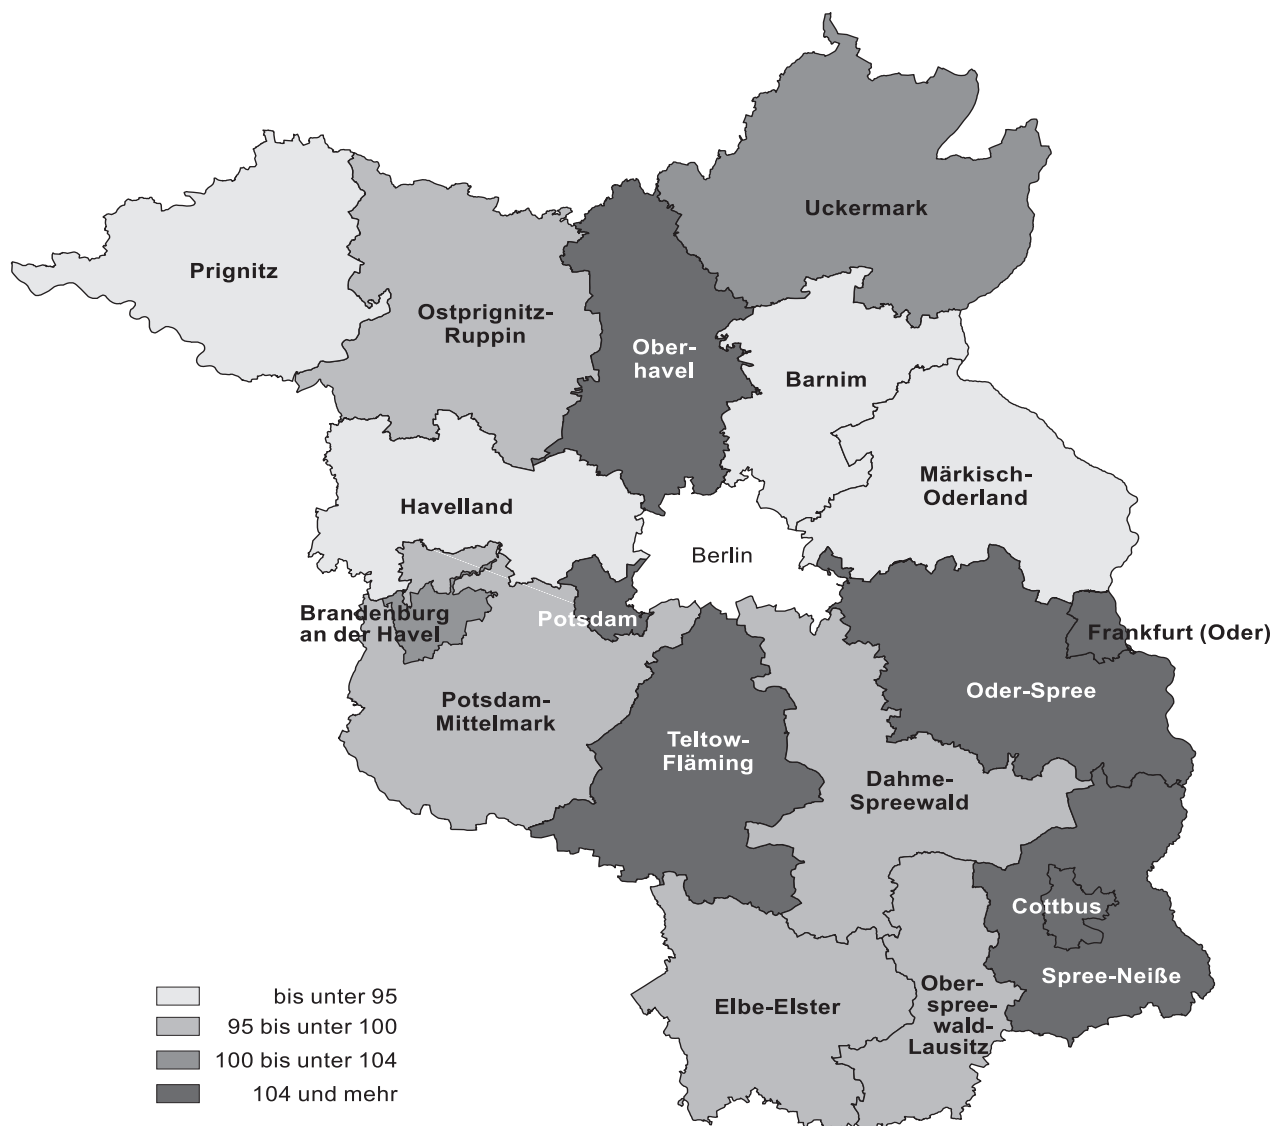 Uckermark
Prignitz
Ostprignitz-
Ruppin
Ober-
havel
Barnim
Märkisch-
Oderland
Havelland
Berlin
Brandenburg
an der Havel
Potsdam
Frankfurt (Oder)
Oder-Spree
Potsdam-
Mittelmark
Teltow-
Fläming
Dahme-
Spreewald
Cottbus
Spree-Neiße
Elbe-Elster
Ober-
spree-
wald-
Lausitz
bis unter 95
95 bis unter 100
100 bis unter 104
104 und mehr